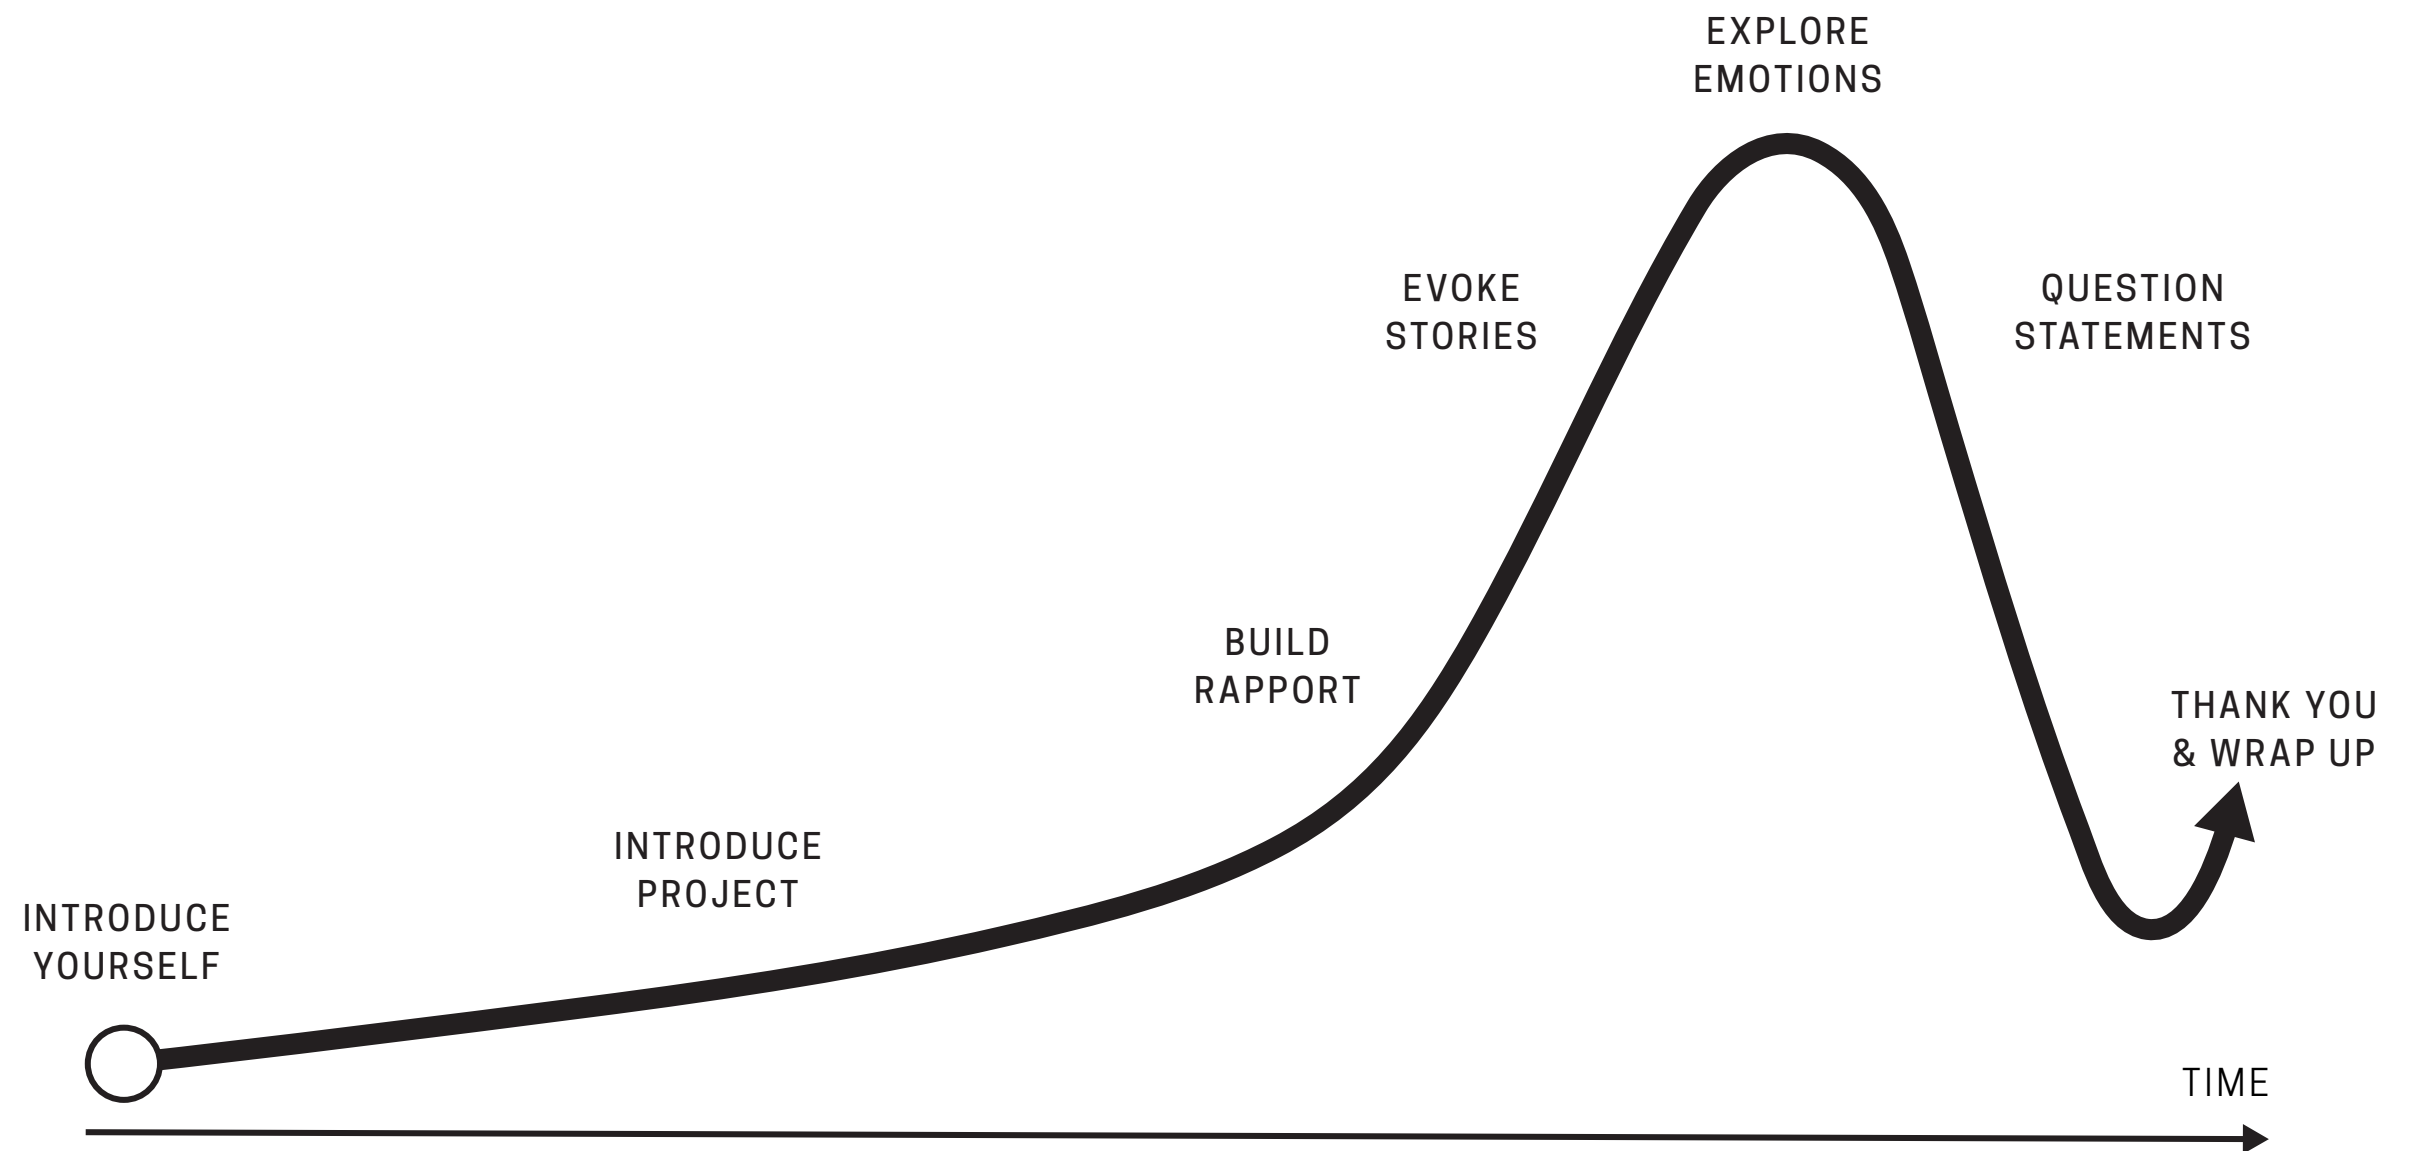 INTRODUCE
YOURSELF
INTRODUCE
PROJECT
BUILD
RAPPORT
EVOKE
STORIES
EXPLORE
EMOTIONS
QUESTION
STATEMENTS
THANK YOU
& WRAP UP
TIME